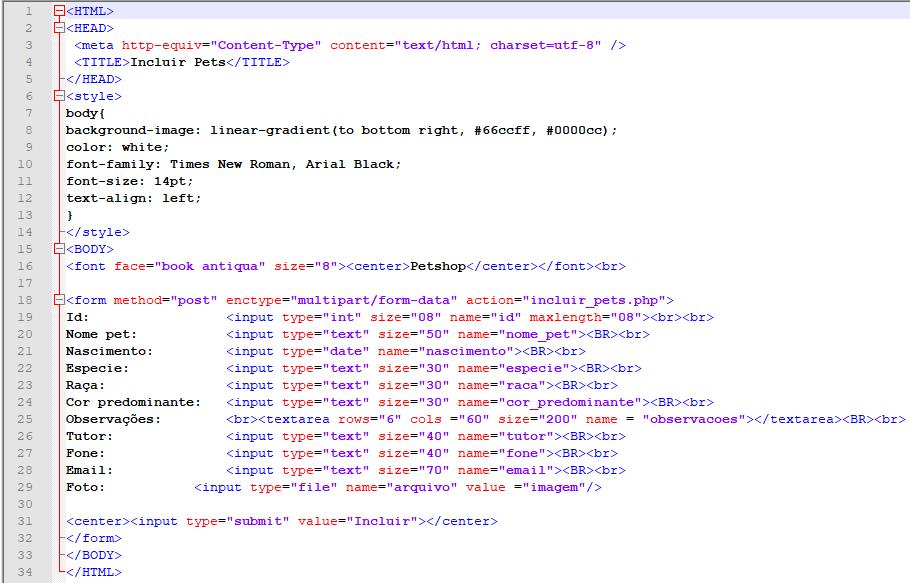 1 <HTML>
2 <HEAD>
3 <meta http-equiv="Content-Type" content="text/html; charset=utf-8" />
4 <TITLE>Incluir Pets</TITLE>
5 </HEAD>
6 <style>
7 body{
8 background-image: linear-gradient(to bottom right, #66ccff, #0000cc);
9 color: white;
10 font-family: Times New Roman, Arial Black;
11 font-size: 14pt;
12 text-align: left;
13 }
14 </style>
15 <BODY>
16 <font face="book antiqua" size="8"><center>Petshop</center></font><br>
17
18 <form method="post" enctype="multipart/form-data" action="incluir_pets.php">
19 Id: <input type="int" size="08" name="id" maxlength="08"><br><br>
20 Nome pet: <input type="text" size="50" name="nome_pet"><BR><br>
21 Nascimento: <input type="date" name="nascimento"><BR><br>
22 Especie: <input type="text" size="30" name="especie"><BR><br>
23 Raça: <input type="text" size="30" name="raca"><BR><br>
24 Cor predominante: <input type="text" size="30" name="cor_predominante"><BR><br>
25 Observações: <br><textarea rows="6" cols ="60" size="200" name = "observacoes"></textarea><BR><br>
26 Tutor: <input type="text" size="40" name="tutor"><BR><br>
27 Fone: <input type="text" size="40" name="fone"><BR><br>
28 Email: <input type="text" size="70" name="email"><BR><br>
29 Foto: <input type="file" name="arquivo" value ="imagem"/>
30
31 <center><input type="submit" value="Incluir"></center>
32 </form>
33 </BODY>
34 </HTML>